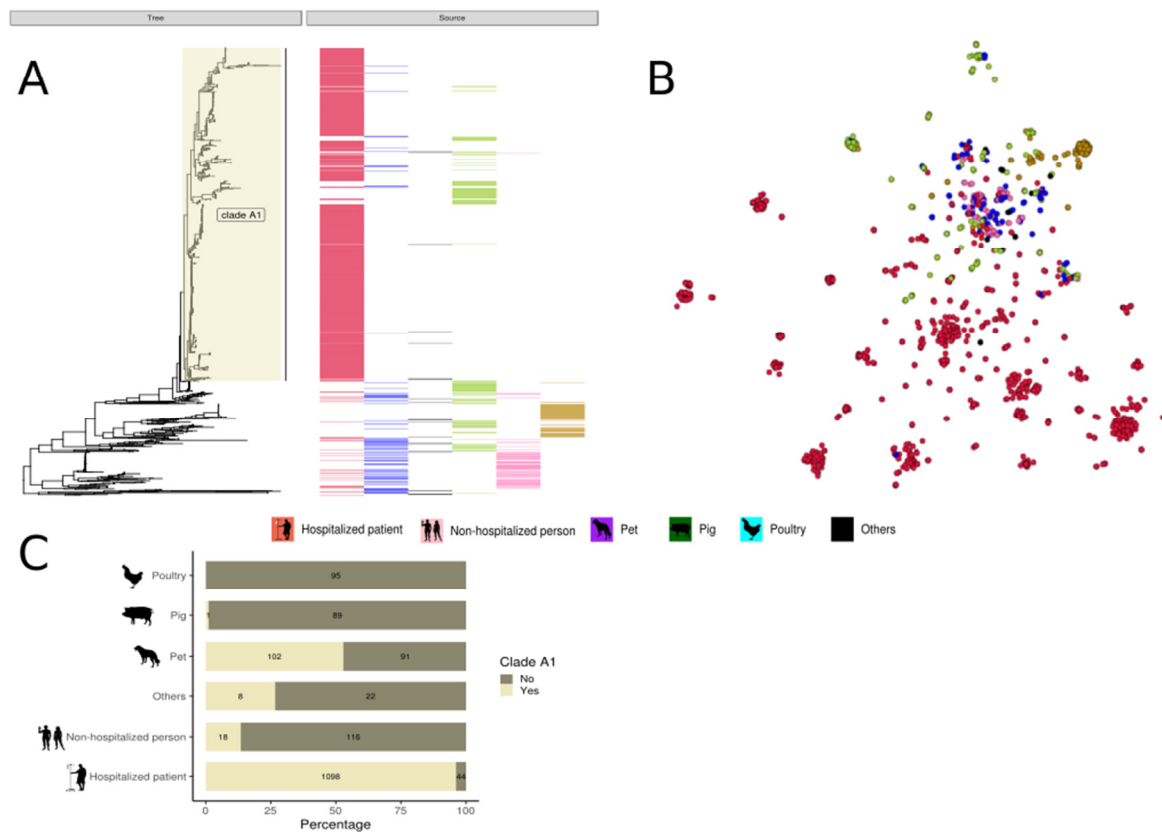 Tree
Source
A
B
clade A1
Hospitalized patient
Non-hospitalized person
Pet
Pig
Poultry
Others
C
Poultry
95
Pig
1
89
Pet
102
91
Others
8
22
Non-hospitalized person
18
116
Hospitalized patient
1098
44
Clade A1
No
Yes
0
25
50
75
100
Percentage